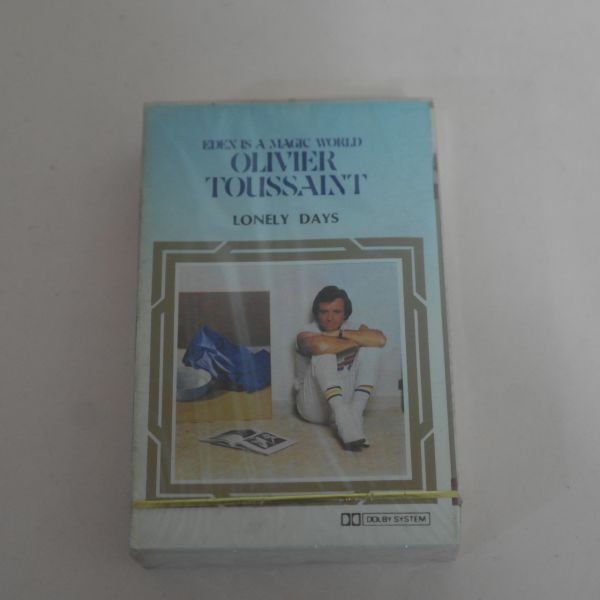 EDEN IS A MAGIC WORLD
OLIVIER
TOUSSAINT
LONELY DAYS
DOLBY SYSTEM